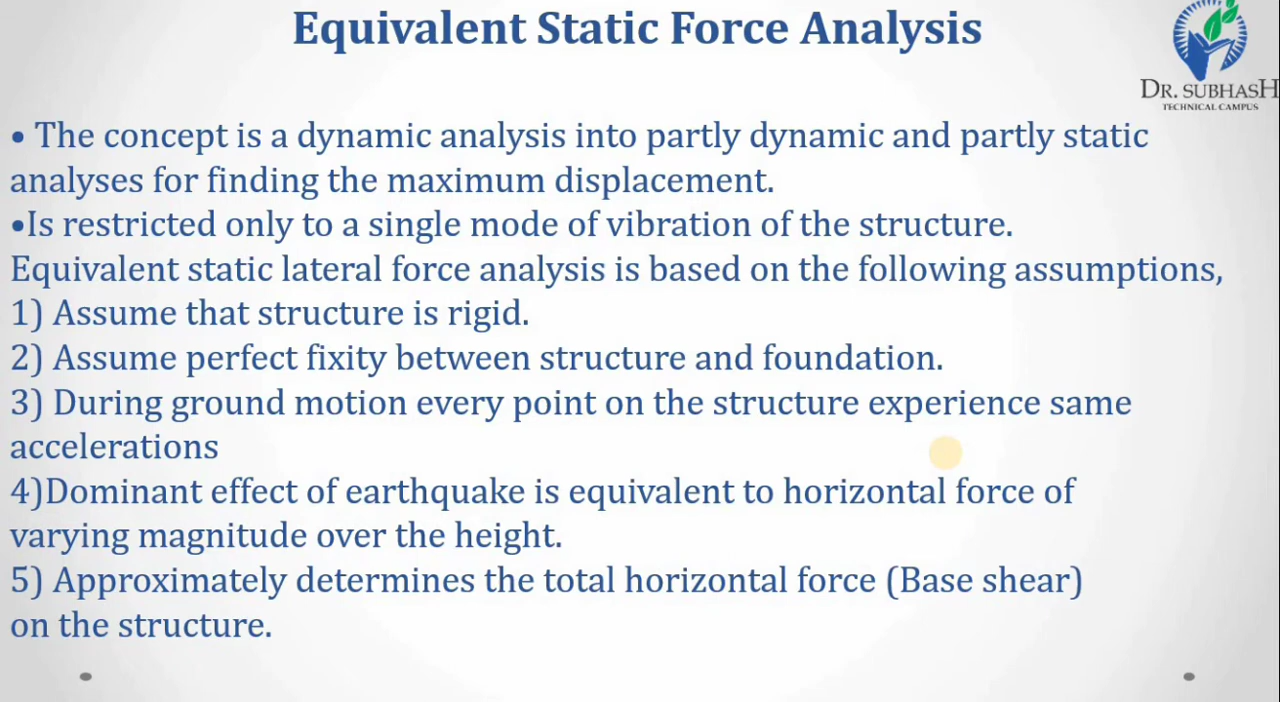 Equivalent Static Force Analysis
DR. SUBHASH
TECHNICAL CAMPUS
• The concept is a dynamic analysis into partly dynamic and partly static
analyses for finding the maximum displacement.
•Is restricted only to a single mode of vibration of the structure.
Equivalent static lateral force analysis is based on the following assumptions,
1) Assume that structure is rigid.
2) Assume perfect fixity between structure and foundation.
3) During ground motion every point on the structure experience same
accelerations
4)Dominant effect of earthquake is equivalent to horizontal force of
varying magnitude over the height.
5) Approximately determines the total horizontal force (Base shear)
on the structure.